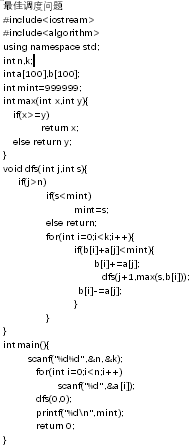 最佳调度问题
#include<iostream>
#include<algorithm>
using namespace std;
int n,k;
int a[100],b[100];
int mint=999999;
int max(int x,int y){
if(x>=y)
return x;
else return y;
}
void dfs(int j,int s){
if(j>n)
if(s<mint)
mint=s;
else return;
for(int i=0;i<k;i++){
if(b[i]+a[j]<mint){
b[i]+=a[j];
dfs(j+1,max(s,b[i]));
b[i]-=a[j];
}
}
}
int main(){
scanf("%d%d",&n,&k);
for(int i=0;i<n;i++)
scanf("%d",&a[i]);
dfs(0,0);
printf("%d\n",mint);
return 0;
}